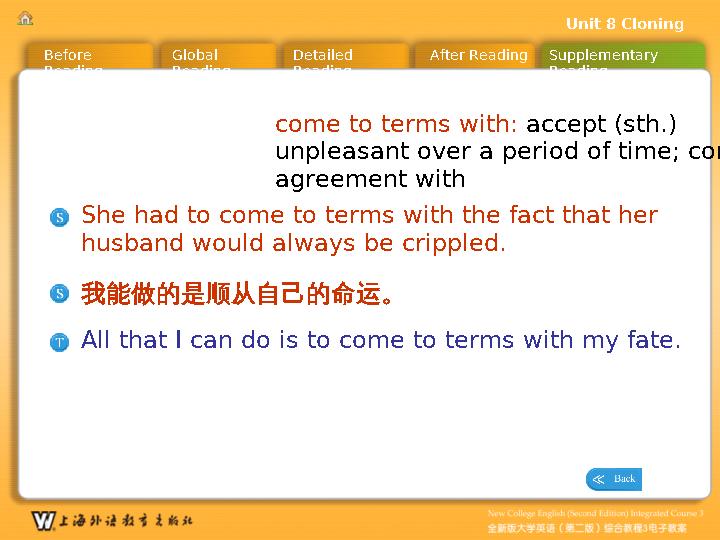 Unit 8 Cloning
Before
Reading
Global
Reading
Detailed
Reading
After Reading
Supplementary
Reading
come to terms with: accept (sth.)
unpleasant over a period of time;
agreement with
S
She had to come to terms with the fact that her
husband would always be crippled.
S
我能做的是顺从自己的命运。
T
All that I can do is to come to terms with my fate.
≪ Back
W 上海外语教育出版社
New College English (Second Edition) Integrated Course 3
全新版大学英语（第二版）综合教程3电子教案